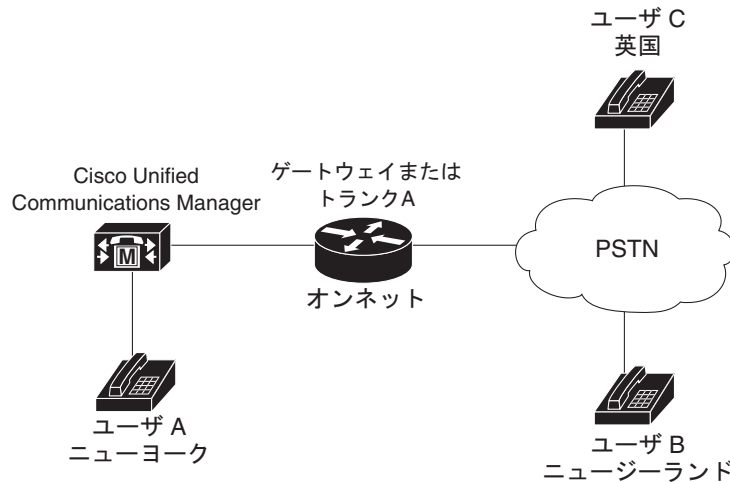 ユーザ C
英国
Cisco Unified
Communications Manager
ゲートウェイまたは
トランクA
M
PSTN
オンネット
ユーザ A
ニューヨーク
ユーザ B
ニュージーランド